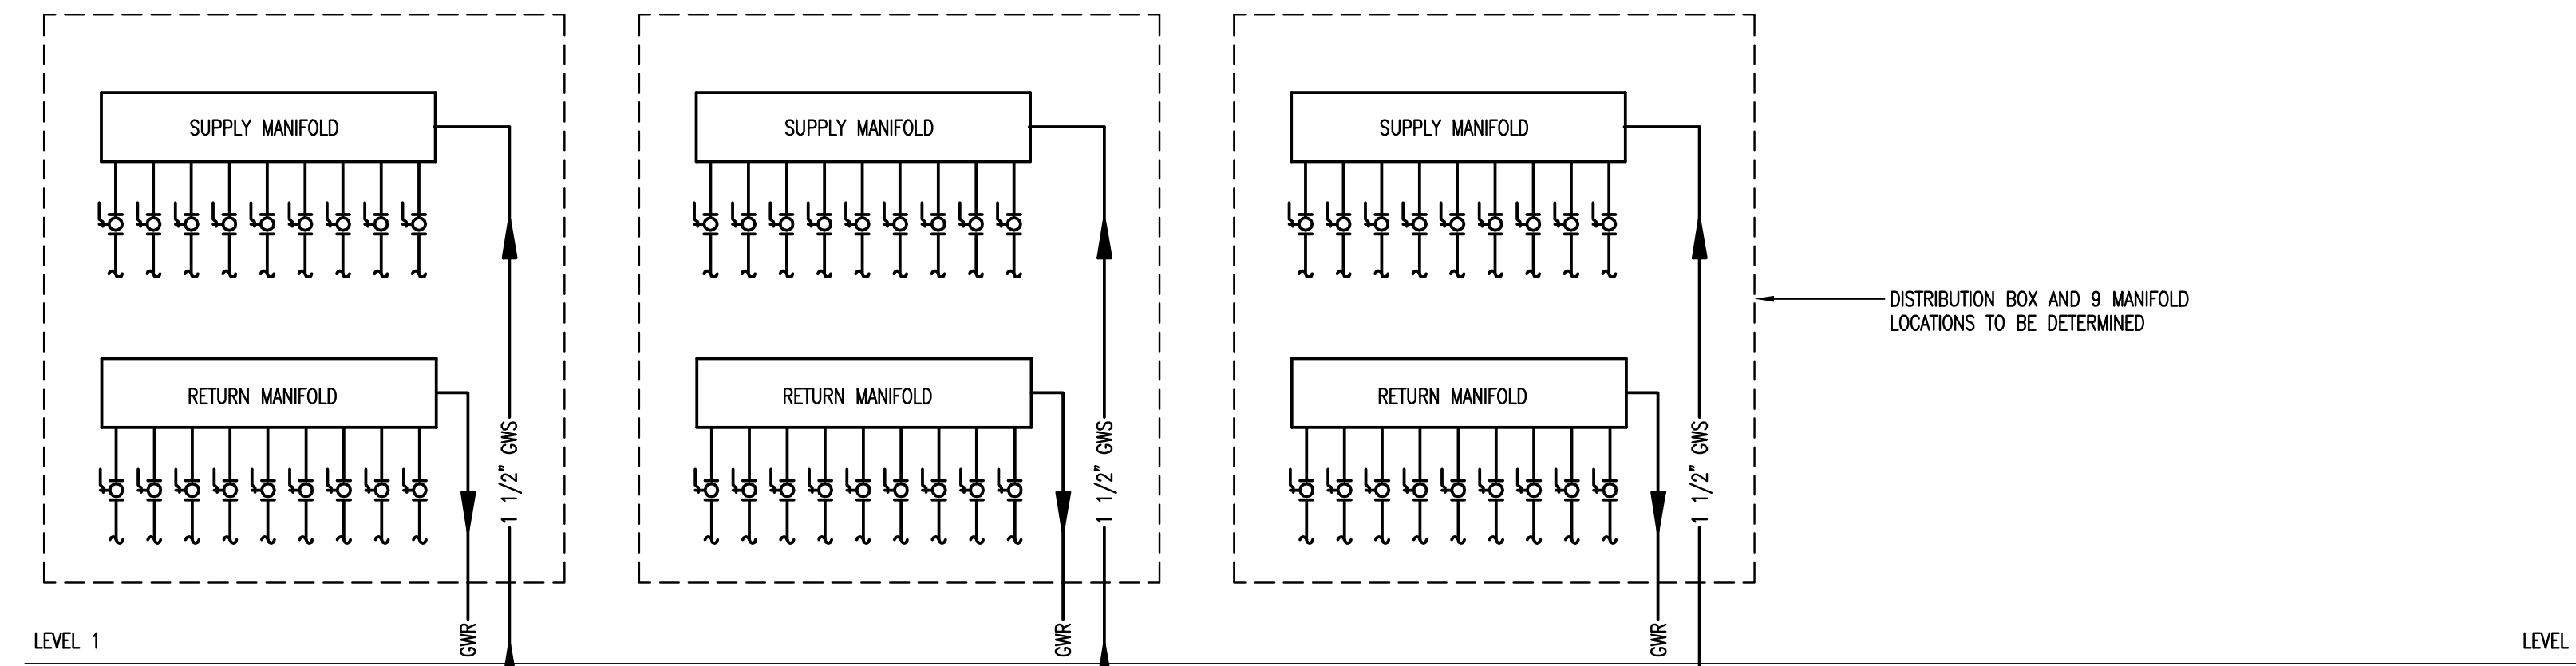 SUPPLY MANIFOLD
SUPPLY MANIFOLD
SUPPLY MANIFOLD
DISTRIBUTION BOX AND 9 MANIFOLD
LOCATIONS TO BE DETERMINED
RETURN MANIFOLD
RETURN MANIFOLD
RETURN MANIFOLD
1 1/2" GWS
1 1/2" GWS
1 1/2" GWS
GWR
GWR
GWR
LEVEL 1
LEVEL